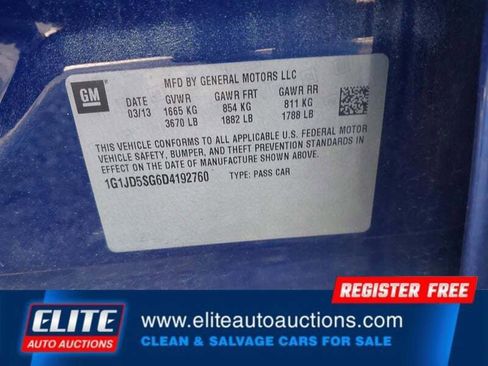 MFD BY GENERAL MOTORS LLC
GM
DATE GVWR GAWR FRT GAWR RR
03/13 1665 KG 854 KG 811 KG
3670 LB 1882 LB 1788 LB
THIS VEHICLE CONFORMS TO ALL APPLICABLE U.S. FEDERAL MOTOR
VEHICLE SAFETY, BUMPER, AND THEFT PREVENTION STANDARDS IN
EFFECT ON THE DATE OF MANUFACTURE SHOWN ABOVE.
1G1JD5SG6D4192760 TYPE: PASS CAR
REGISTER FREE
ELITE
AUTO AUCTIONS
www.eliteautoauctions.com
CLEAN & SALVAGE CARS FOR SALE